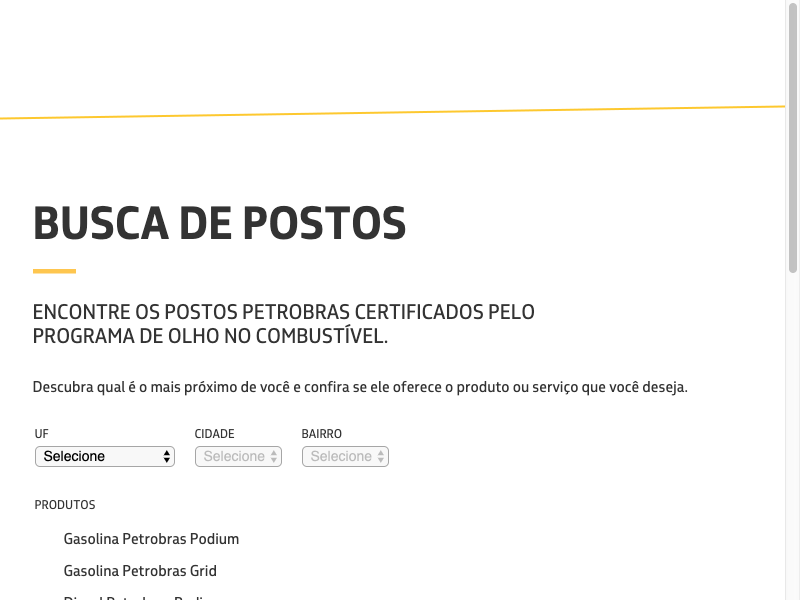 BUSCA DE POSTOS
ENCONTRE OS POSTOS PETROBRAS CERTIFICADOS PELO
PROGRAMA DE OLHO NO COMBUSTÍVEL.
Descubra qual é o mais próximo de você e confira se ele oferece o produto ou serviço que você deseja.
UF CIDADE BAIRRO
Selecione Selecione Selecione
PRODUTOS
Gasolina Petrobras Podium
Gasolina Petrobras Grid